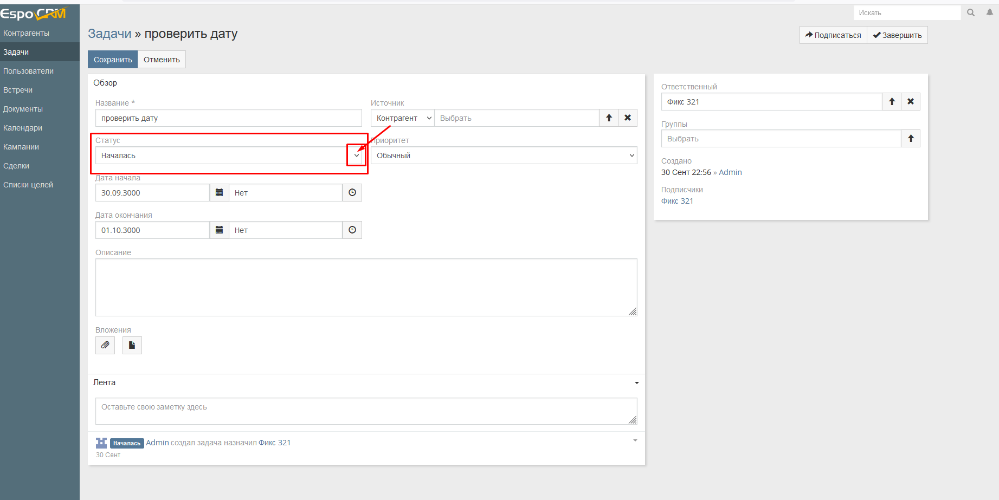 EspoCRM
Искать
Контрагенты
Задачи
Пользователи
Встречи
Документы
Календари
Кампании
Сделки
Списки целей
Задачи » проверить дату
Подписаться
Завершить
Сохранить
Отменить
Обзор
Название *
проверить дату
Источник
Контрагент
Выбрать
Статус
Началась
Приоритет
Обычный
Дата начала
30.09.3000
Нет
Дата окончания
01.10.3000
Нет
Описание
Вложения
Лента
Оставьте свою заметку здесь
Началась Admin создал задача назначил Фикс 321
30 Сент
Ответственный
Фикс 321
Группы
Выбрать
Создано
30 Сент 22:56 » Admin
Подписчики
Фикс 321